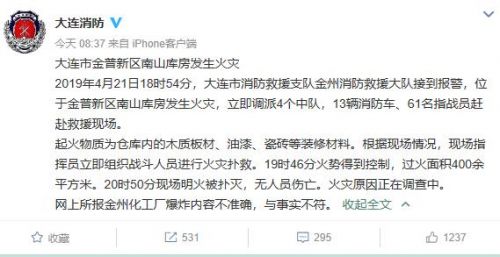 大连消防
今天 08:37 来自 iPhone客户端
大连市金普新区南山库房发生火灾
2019年4月21日18时54分，大连市消防救援支队金州消防救援大队接到报警，位
于金普新区南山库房发生火灾，立即调派4个中队，13辆消防车、61名指战员赶
赴救援现场。
起火物质为仓库内的木质板材、油漆、瓷砖等装修材料。根据现场情况，现场指
挥员立即组织战斗人员进行火灾扑救。19时46分火势得到控制，过火面积400余
平方米。20时50分现场明火被扑灭，无人员伤亡。火灾原因正在调查中。
网上所报金州化工厂爆炸内容不准确，与事实不符。 收起全文
收藏 531 295 1237